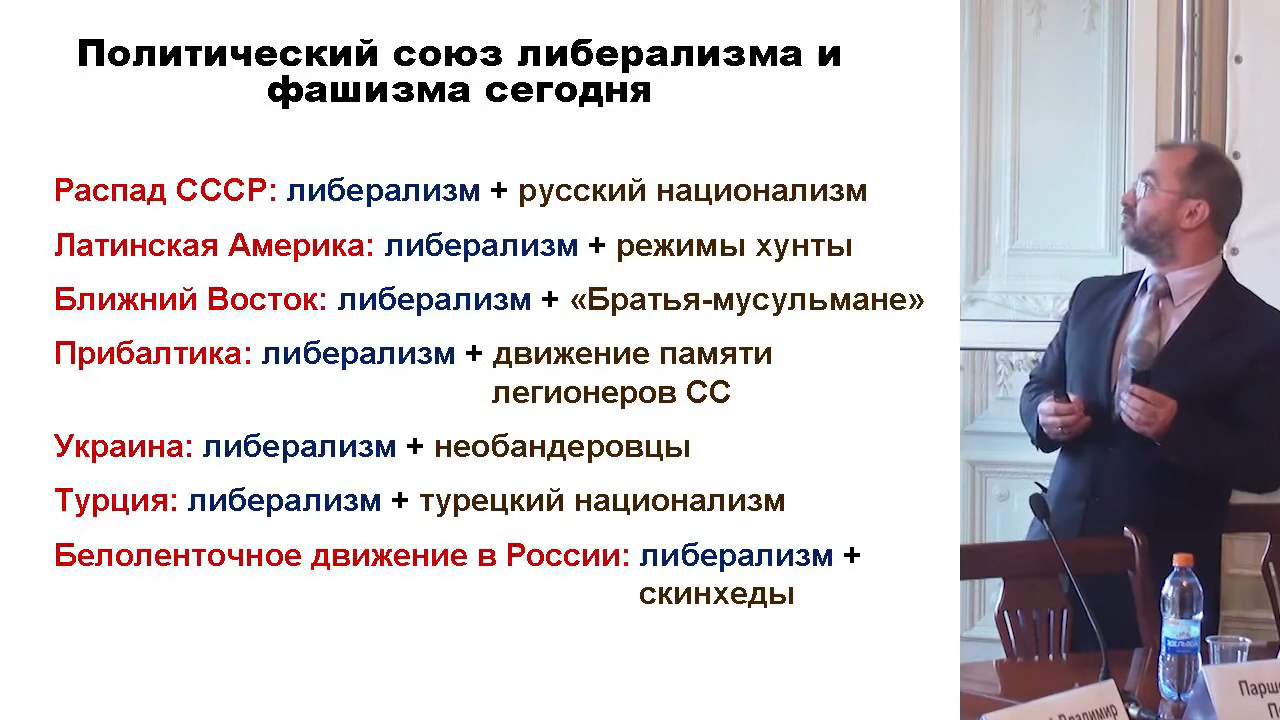 Политический союз либерализма и
фашизма сегодня
Распад СССР: либерализм + русский национализм
Латинская Америка: либерализм + режимы хунты
Ближний Восток: либерализм + «Братья-мусульмане»
Прибалтика: либерализм + движение памяти
легионеров СС
Украина: либерализм + необандеровцы
Турция: либерализм + турецкий национализм
Белоленточное движение в России: либерализм +
скинхеды
Владимир